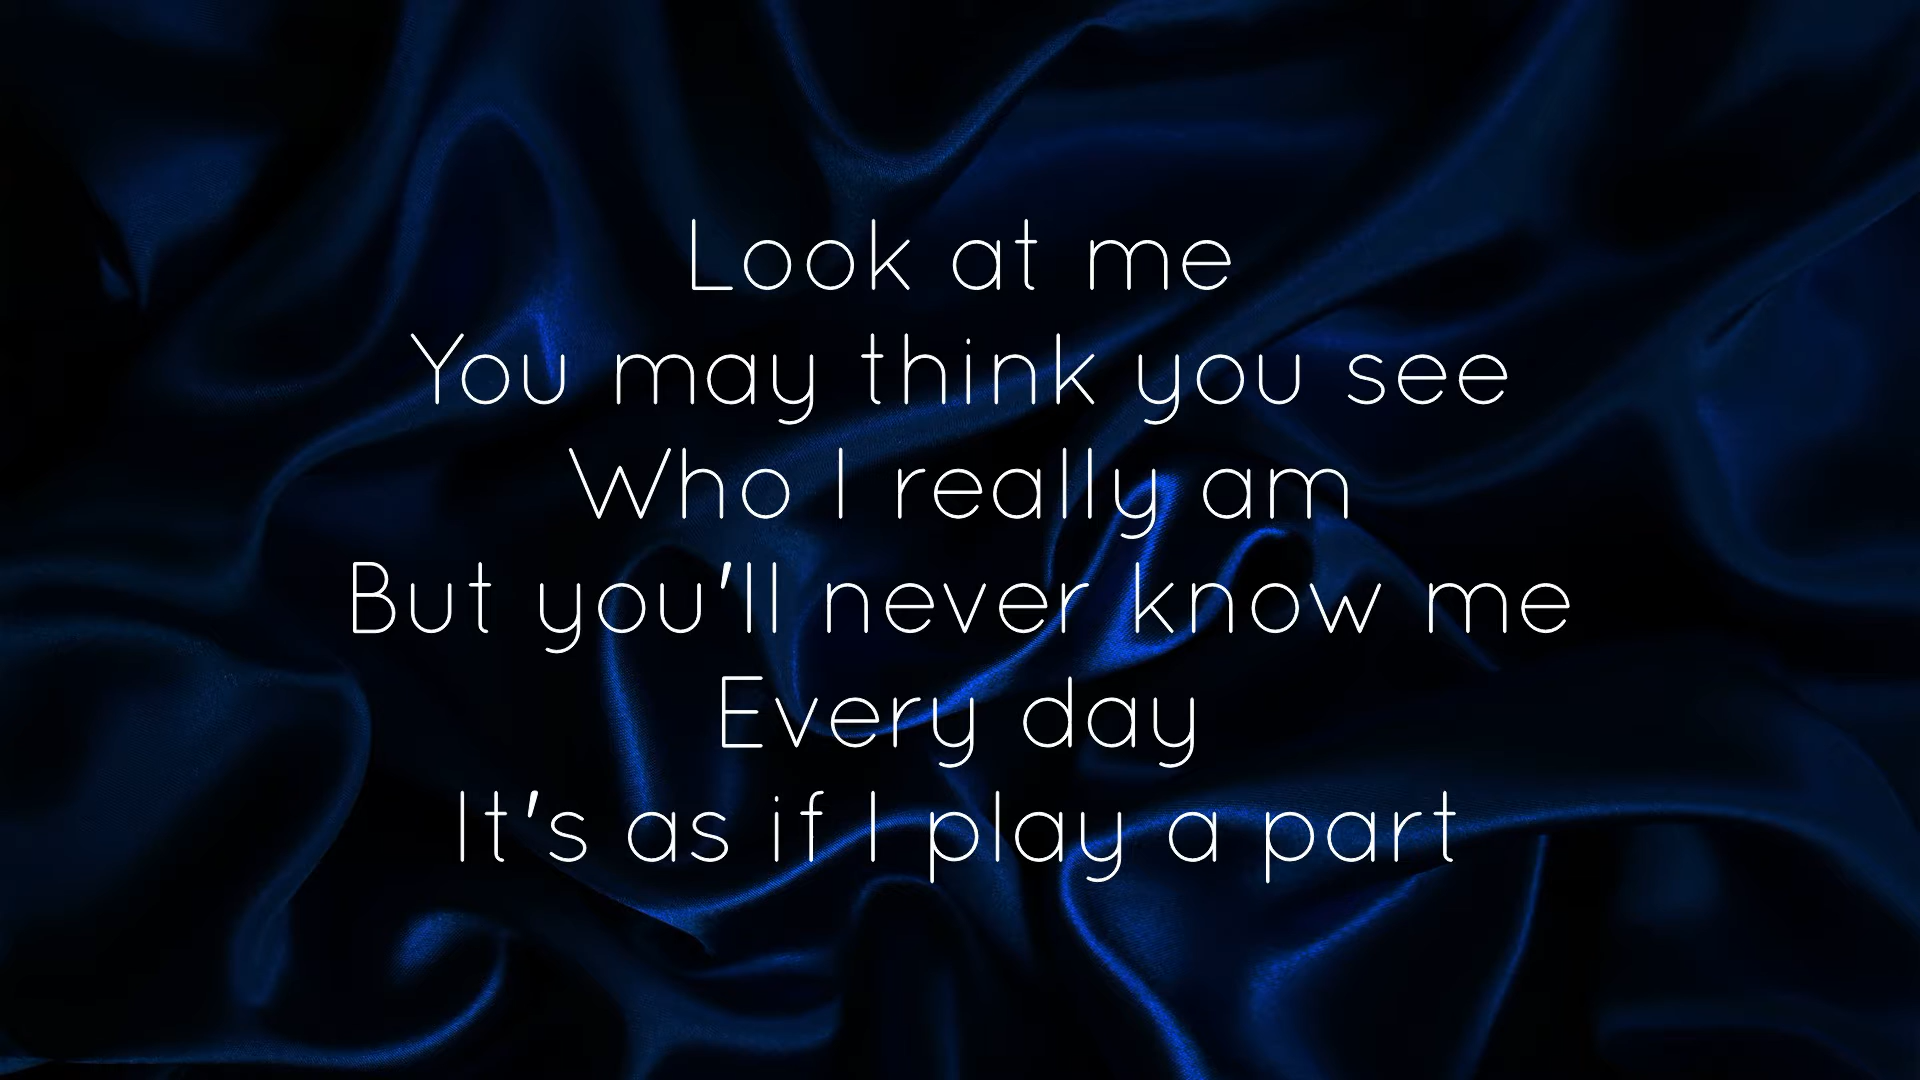 Look at me
You may think you see
Who I really am
But you'll never know me
Every day
It's as if I play a part